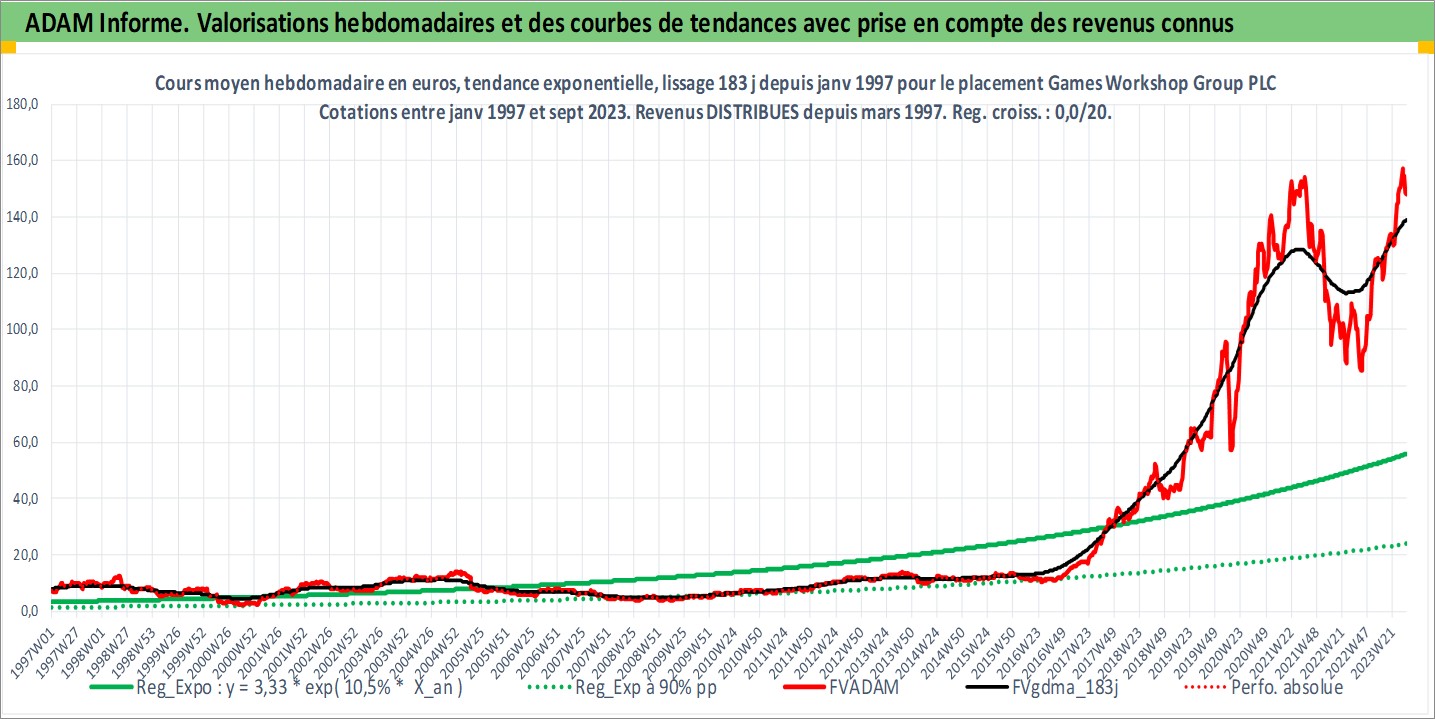 ADAM Informe. Valorisations hebdomadaires et des courbes de tendances avec prise en compte des revenus connus
Cours moyen hebdomadaire en euros, tendance exponentielle, lissage 183 j depuis janv 1997 pour le placement Games Workshop Group PLC
Cotations entre janv 1997 et sept 2023. Revenus DISTRIBUES depuis mars 1997. Reg. croiss. : 0,0/20.
180,0
160,0
140,0
120,0
100,0
80,0
60,0
40,0
20,0
0,0
1997W01
1997W27
1998W01
1998W27
1998W53
1999W26
1999W52
2000W26
2000W52
2001W26
2001W52
2002W26
2002W52
2003W26
2003W52
2004W26
2004W52
2005W25
2005W51
2006W25
2006W51
2007W25
2007W51
2008W25
2008W51
2009W25
2009W51
2010W24
2010W50
2011W24
2011W50
2012W24
2012W50
2013W24
2013W50
2014W24
2014W50
2015W24
2015W50
2016W23
2016W49
2017W23
2017W49
2018W23
2018W49
2019W23
2019W49
2020W23
2020W49
2021W22
2021W48
2022W21
2022W47
2023W21
Reg_Expo : y = 3,33 * exp( 10,5% * X_an )
Reg_Exp à 90% pp
FVADAM
FVgdma_183j
Perfo. absolue